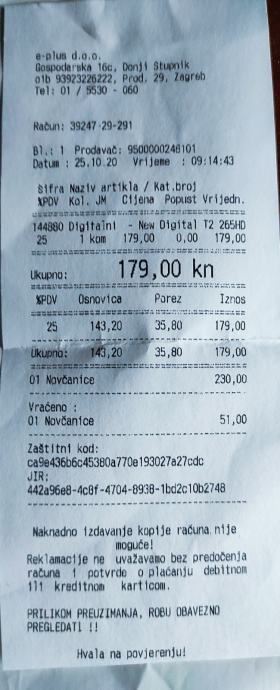 e-plus d.o.o.
Gospodarska 16c, Donji Stupnik
oib 93923226222, Prod. 29, Zagreb
Tel: 01 / 5530 - 060
Račun: 39247-29-291
Bl.: 1 Prodavač: 9500000246101
Datum : 25.10.20 Vrijeme : 09:14:43
Šifra Naziv artikla / Kat.broj
%PDV Kol. JM Cijena Popust Vrijedn.
144880 Digitalni - New Digital T2 265HD
25 1 kom 179,00 0,00 179,00
Ukupno: 179,00 kn
%PDV Osnovica Porez Iznos
25 143,20 35,80 179,00
Ukupno: 143,20 35,80 179,00
01 Novčanice 230,00
Vraćeno :
01 Novčanice 51,00
Zaštitni kod:
ca9e436b6c45380a770e193027a27cdc
JIR:
442a96e8-4c8f-4704-8938-1bd2c10b2748
Naknadno izdavanje kopije računa nije
moguće!
Reklamacije ne uvažavamo bez predočenja
računa i potvrde o plaćanju debitnom
ili kreditnom karticom.
PRILIKOM PREUZIMANJA, ROBU OBAVEZNO
PREGLEDATI !!
Hvala na povjerenju!